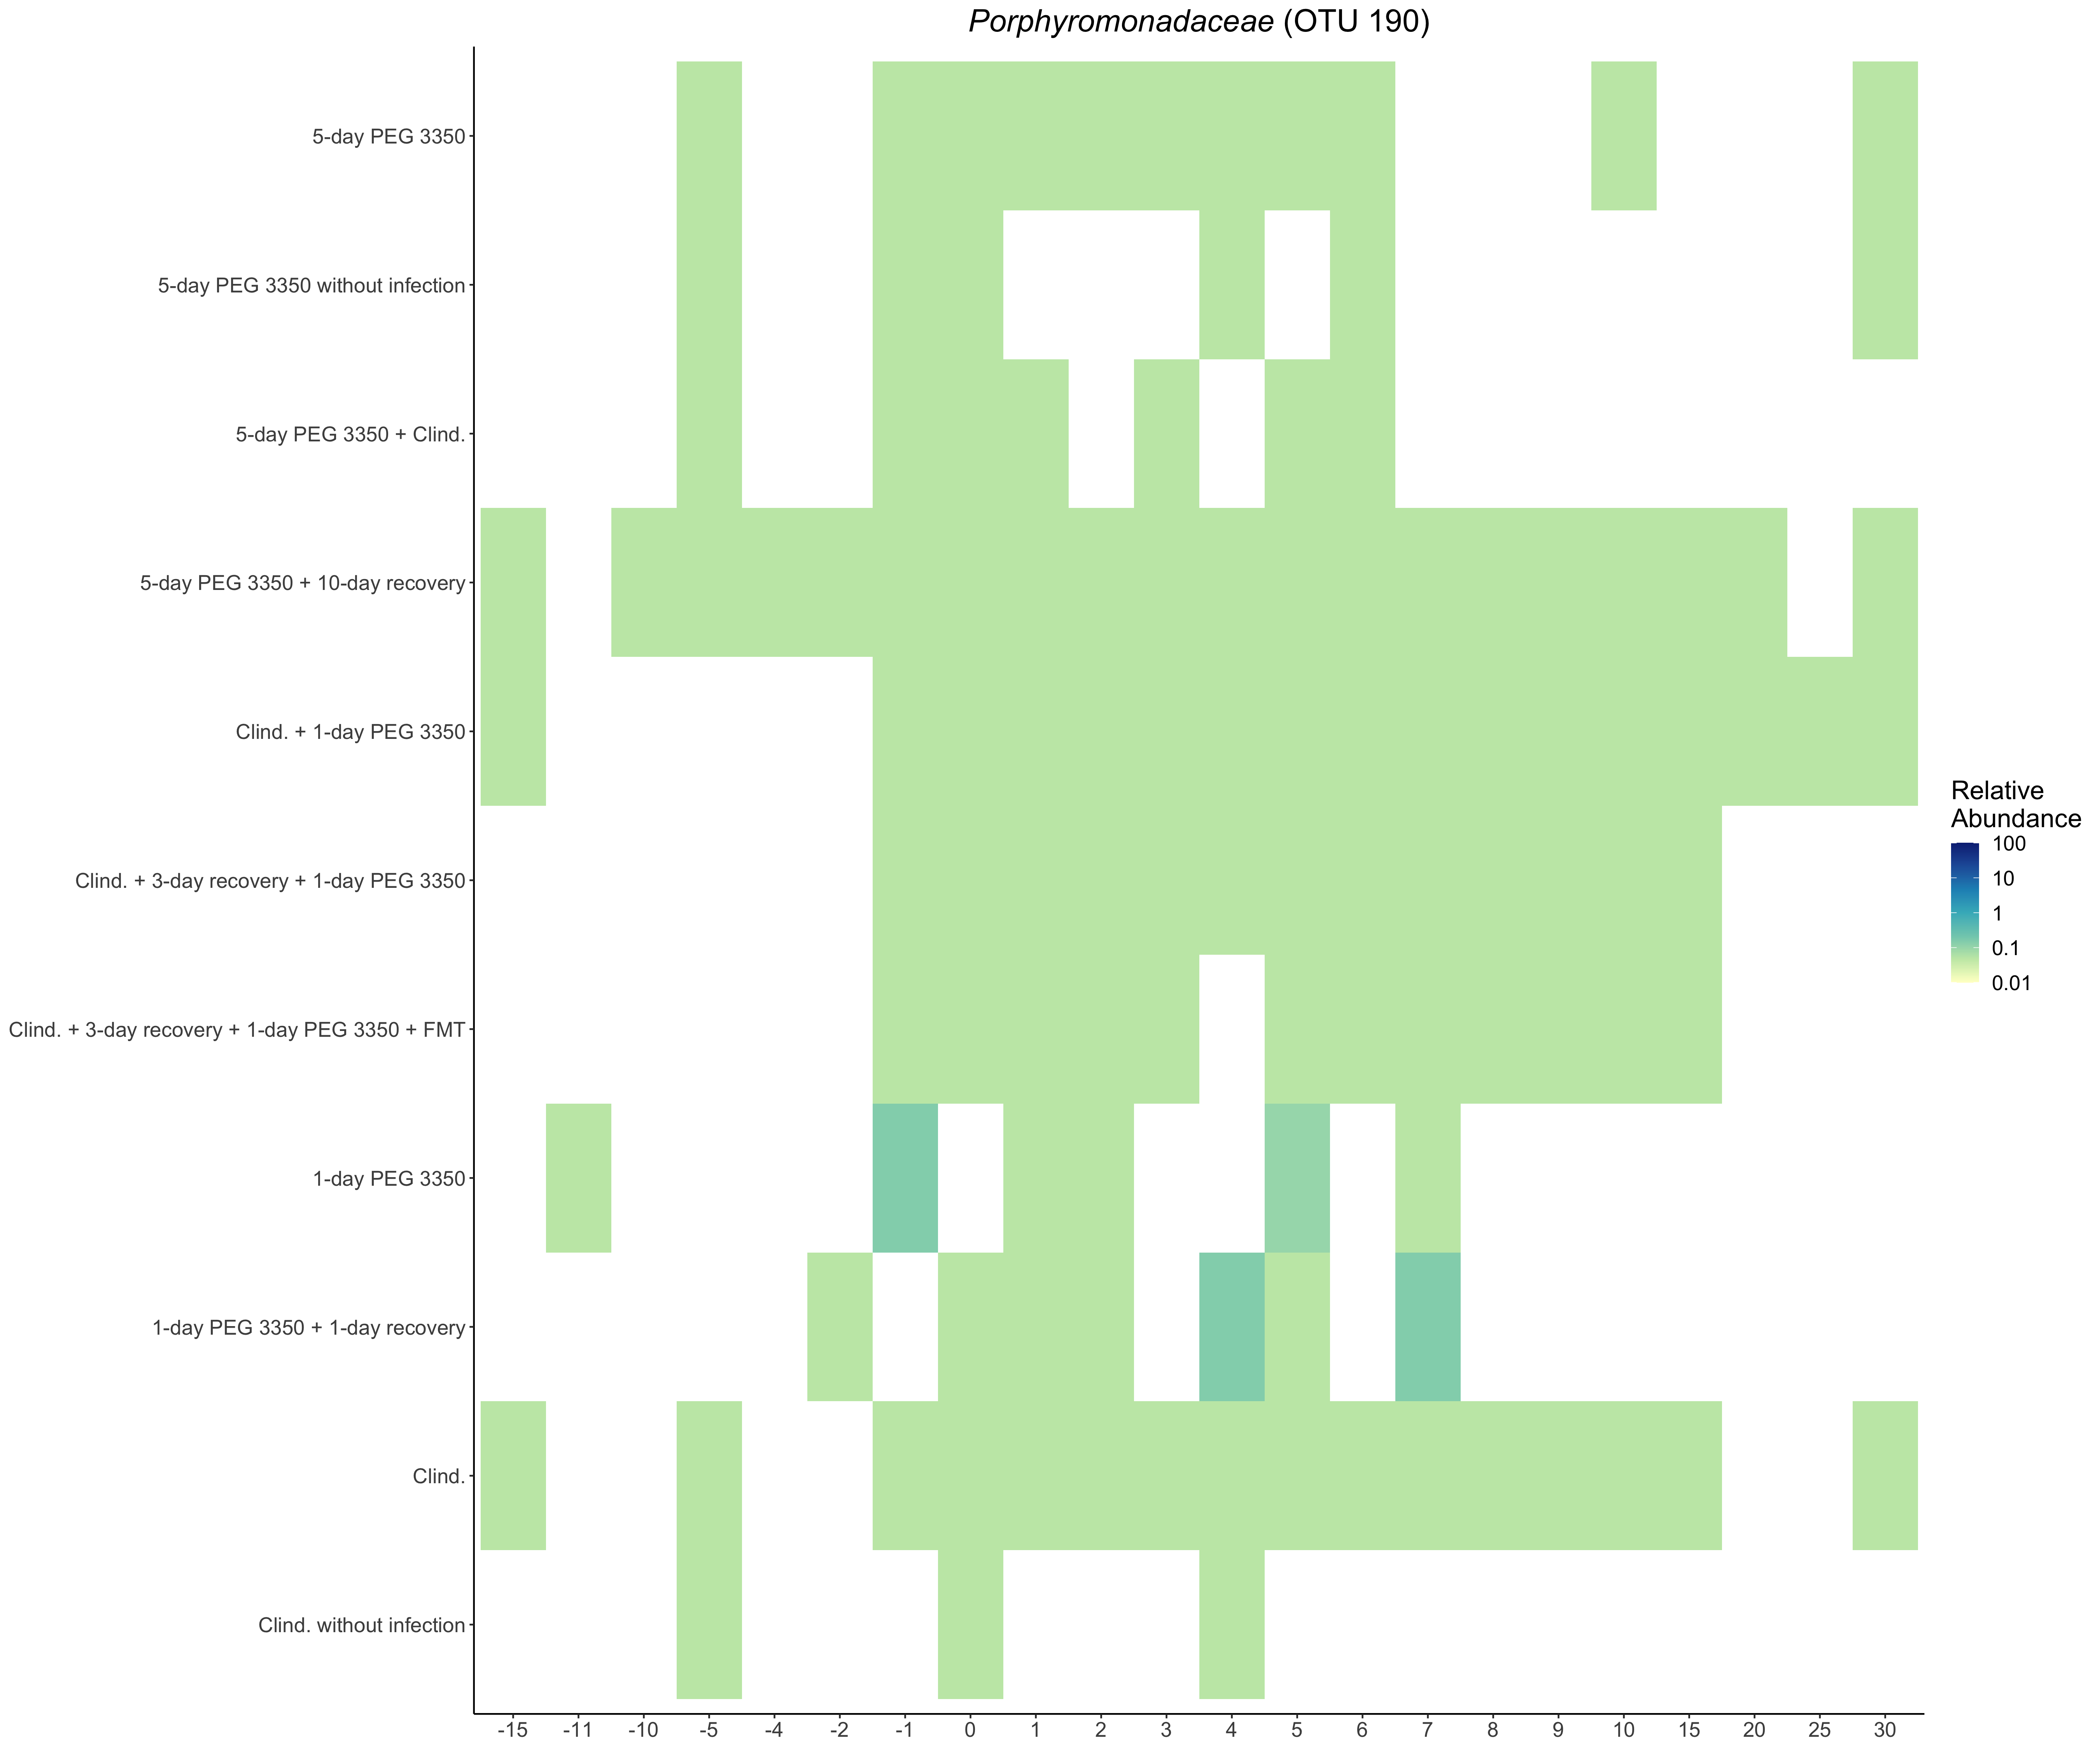 Porphyromonadaceae (OTU 190)
5-day PEG 3350
5-day PEG 3350 without infection
5-day PEG 3350 + Clind.
5-day PEG 3350 + 10-day recovery
Clind. + 1-day PEG 3350
Clind. + 3-day recovery + 1-day PEG 3350
Clind. + 3-day recovery + 1-day PEG 3350 + FMT
1-day PEG 3350
1-day PEG 3350 + 1-day recovery
Clind.
Clind. without infection
-15 -11 -10 -5 -4 -2 -1 0 1 2 3 4 5 6 7 8 9 10 15 20 25 30
Relative
Abundance
100
10
1
0.1
0.01